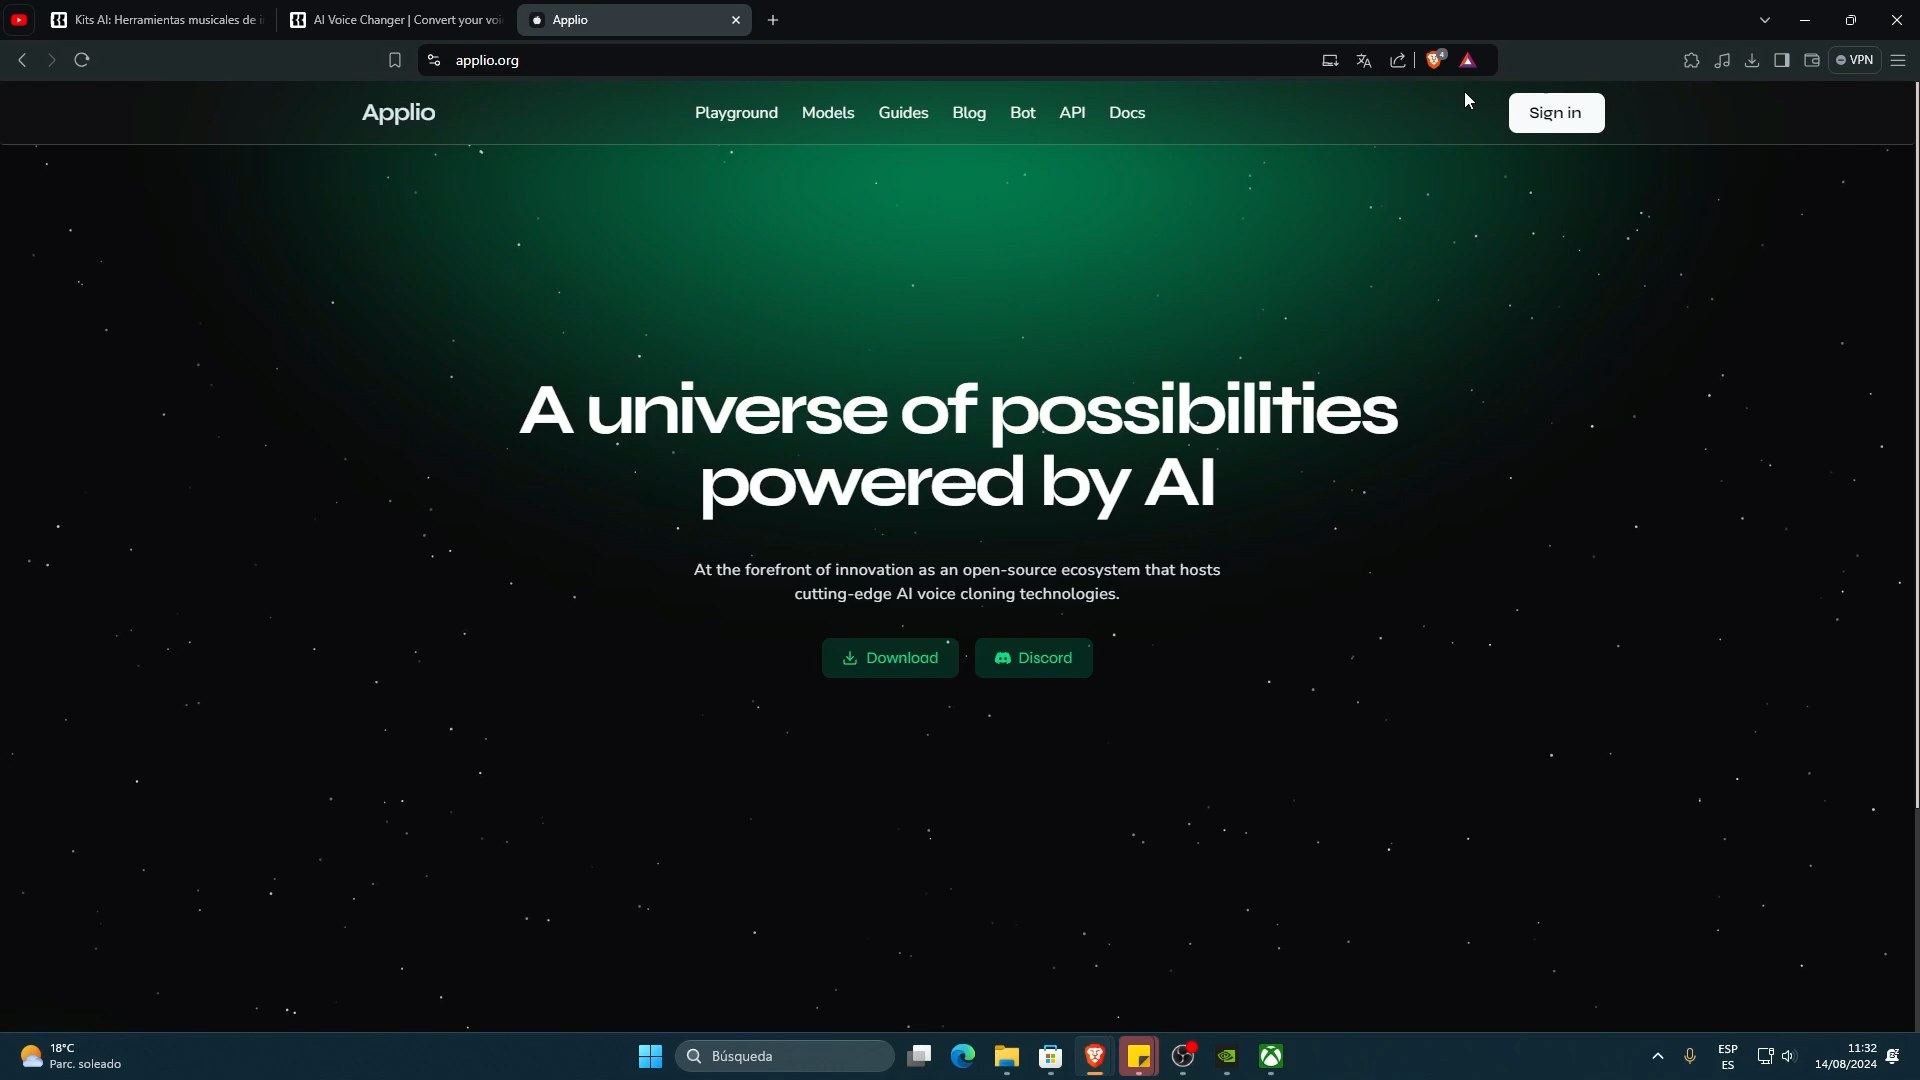 Kits AI: Herramientas musicales de i
AI Voice Changer | Convert your voi
Applio
applio.org
4
VPN
Applio
Playground
Models
Guides
Blog
Bot
API
Docs
Sign in
A universe of possibilities
powered by AI
At the forefront of innovation as an open-source ecosystem that hosts
cutting-edge AI voice cloning technologies.
Download
Discord
18°C
Parc. soleado
Búsqueda
ESP
ES
11:32
14/08/2024